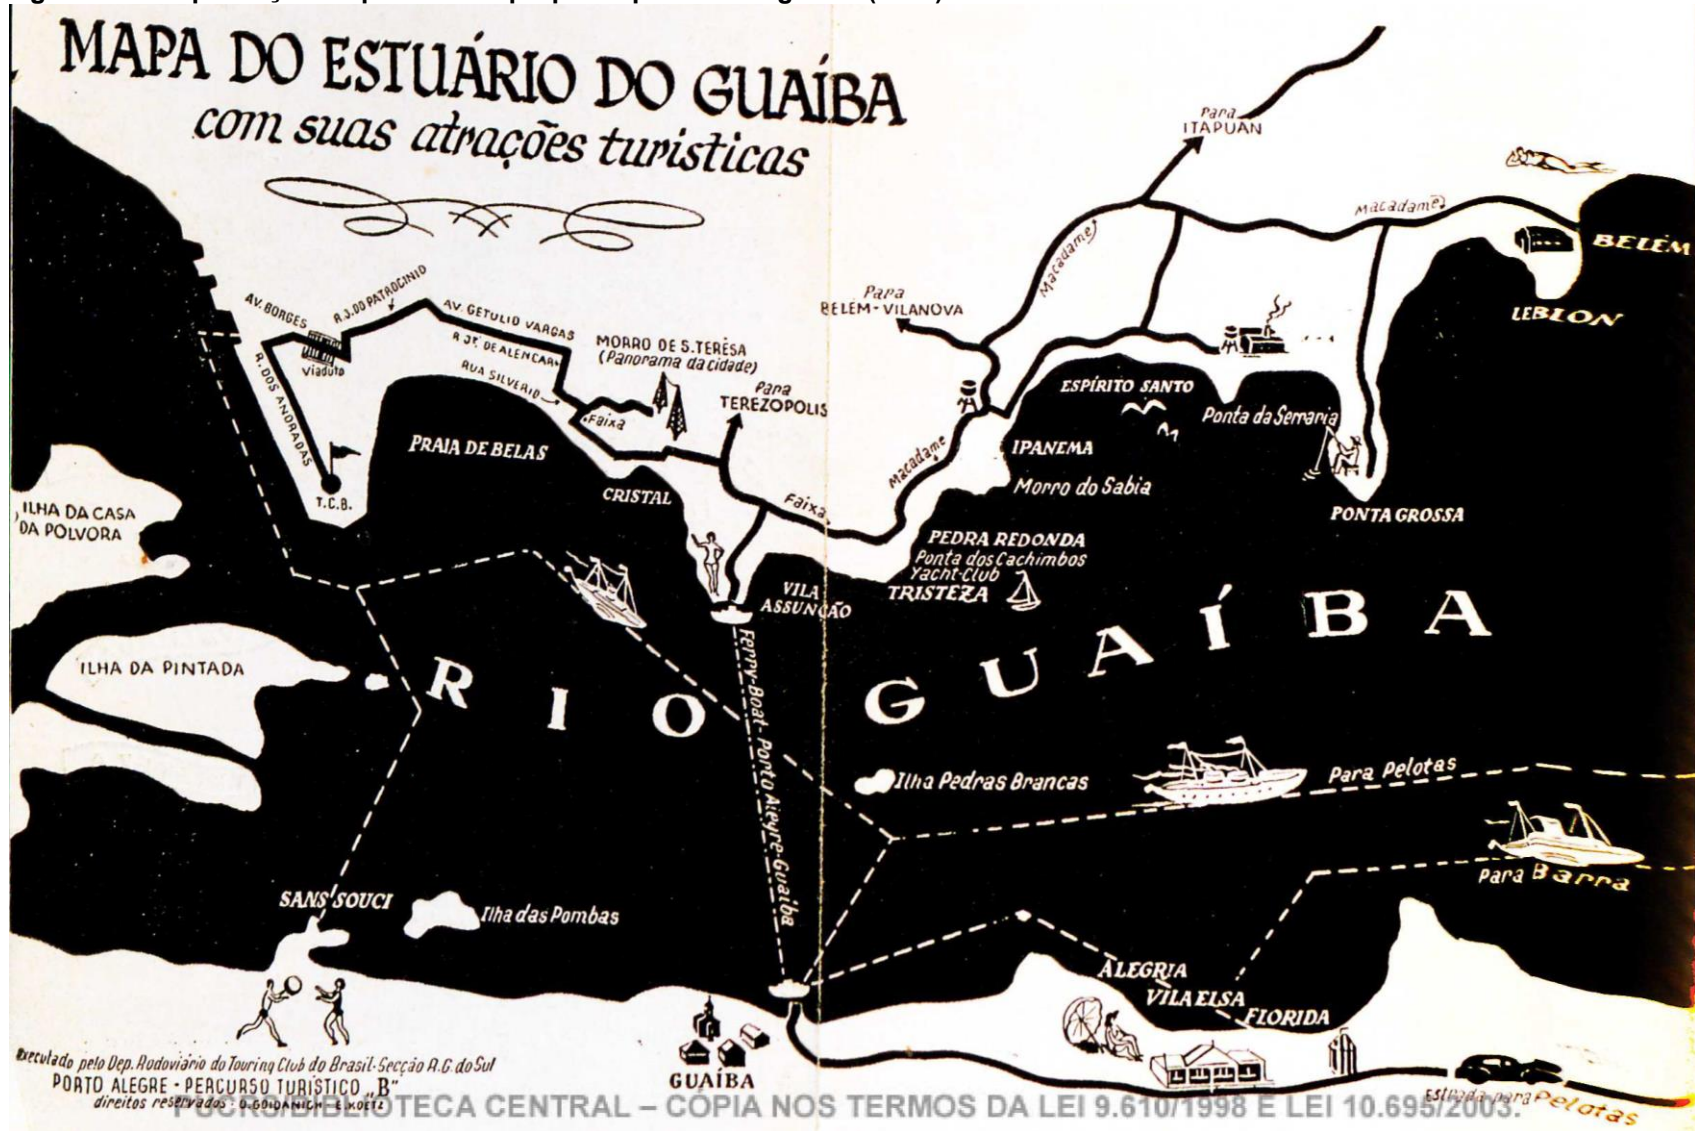 MAPA DO ESTUÁRIO DO GUAÍBA
com suas atrações turisticas
Para
ITAPUAN
Macadame
Macadame
BELÉM
LEBLON
Para
BELÉM-VILANOVA
AV. BORGES
R.J. DO PATROCINIO
AV. GETULIO VARGAS
R. JE. DE ALENCAR
RUA SILVERIO
Viaduto
R. DOS ANDRADAS
T.C.B.
MORRO DE S. TERÊSA
(Panorama da cidade)
Faixa
Para
TEREZOPOLIS
PRAIA DE BELAS
CRISTAL
Faixa
Macadame
ESPÍRITO SANTO
Ponta da Serraria
IPANEMA
Morro do Sabia
PONTA GROSSA
PEDRA REDONDA
Ponta dos Cachimbos
Yacht-Club
TRISTEZA
VILA
ASSUNÇÃO
ILHA DA CASA
DA POLVORA
ILHA DA PINTADA
RIO GUAÍBA
Ferry-Boat-Porto Alegre-Guaiba
Ilha Pedras Brancas
Para Pelotas
Para Barra
SANS'SOUCI
Ilha das Pombas
ALEGRIA
VILA ELSA
FLORIDA
GUAÍBA
Estrada para Pelotas
Executado pelo Dep. Rodoviário do Touring Club do Brasil-Secção R.G. do Sul
PORTO ALEGRE - PERCURSO TURÍSTICO „B"
direitos reservados : O. GOIDANICH - E. KOETZ
BIBLIOTECA CENTRAL – CÓPIA NOS TERMOS DA LEI 9.610/1998 E LEI 10.695/2003.